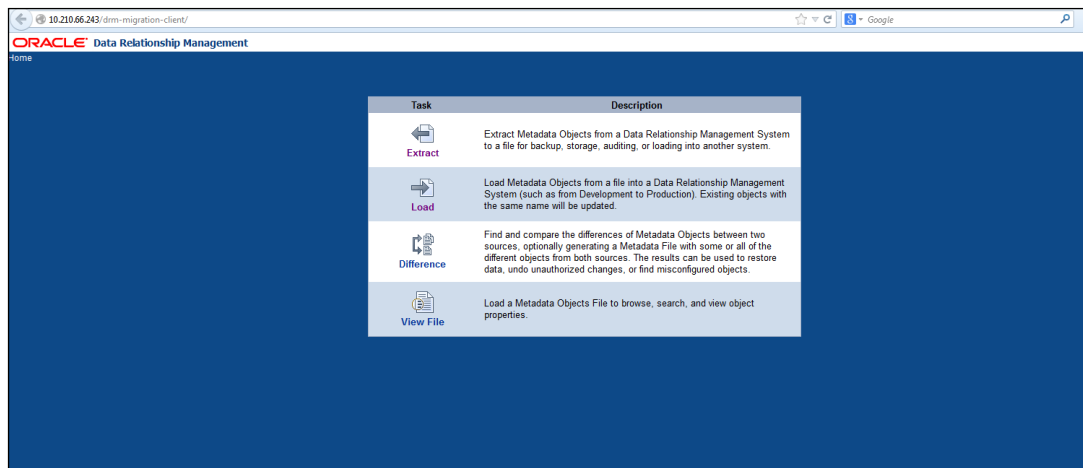 10.210.66.243/drm-migration-client/
Google
ORACLE Data Relationship Management
Home
Task Description
Extract
Extract Metadata Objects from a Data Relationship Management System
to a file for backup, storage, auditing, or loading into another system.
Load
Load Metadata Objects from a file into a Data Relationship Management
System (such as from Development to Production). Existing objects with
the same name will be updated.
Difference
Find and compare the differences of Metadata Objects between two
sources, optionally generating a Metadata File with some or all of the
different objects from both sources. The results can be used to restore
data, undo unauthorized changes, or find misconfigured objects.
View File
Load a Metadata Objects File to browse, search, and view object
properties.